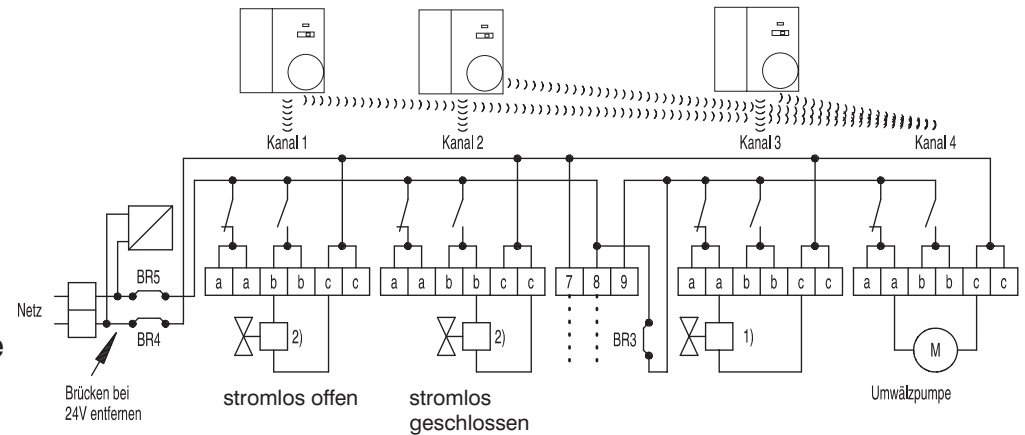 Kanal 1
Kanal 2
Kanal 3
Kanal 4
a a b b c c
a a b b c c
7 8 9
a a b b c c
a a b b c c
BR5
Netz
BR4
2)
2)
BR3
1)
M
e
Brücken bei
24V entfernen
stromlos offen
stromlos
geschlossen
Umwälzpumpe